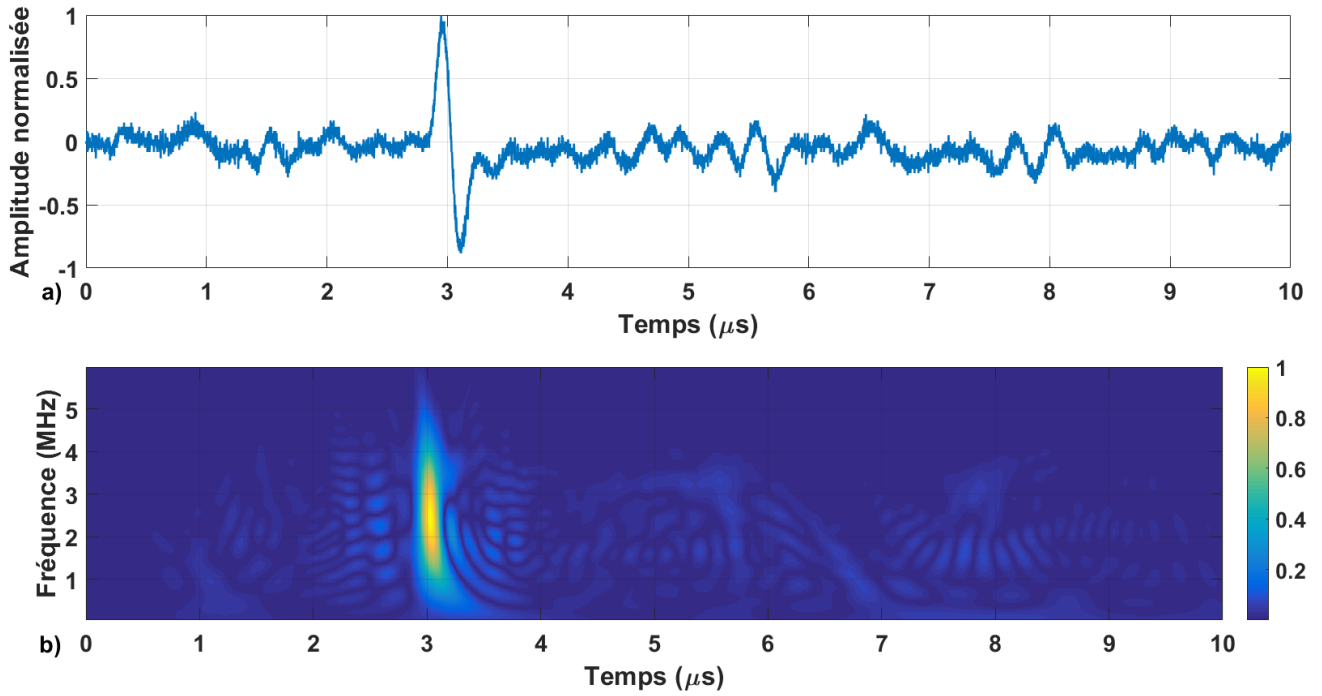 Amplitude normalisée
1
0.5
0
-0.5
-1
a)
0 1 2 3 4 5 6 7 8 9 10
Temps (μs)
Fréquence (MHz)
5
4
3
2
1
b)
0 1 2 3 4 5 6 7 8 9 10
Temps (μs)
1
0.8
0.6
0.4
0.2